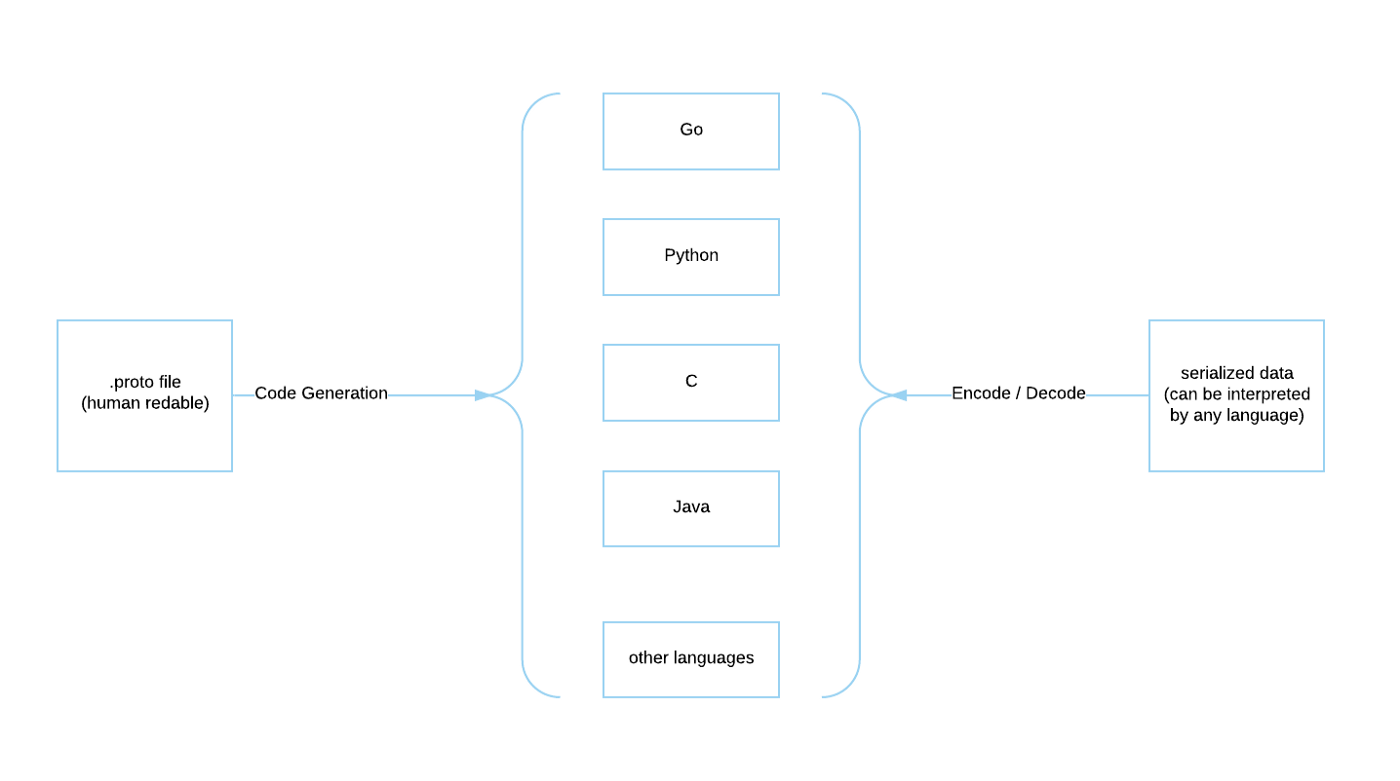 Go
Python
.proto file
(human redable)
Code Generation
C
Encode / Decode
serialized data
(can be interpreted
by any language)
Java
other languages